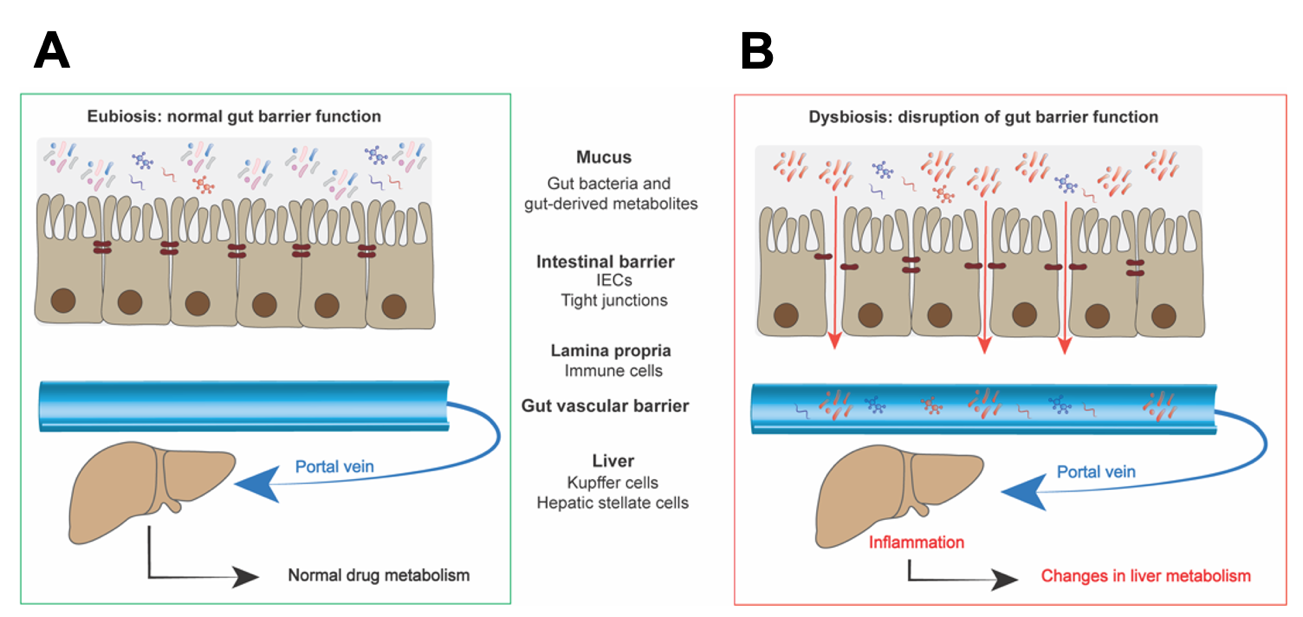 A
Eubiosis: normal gut barrier function
Portal vein
Normal drug metabolism
Mucus
Gut bacteria and
gut-derived metabolites
Intestinal barrier
IECs
Tight junctions
Lamina propria
Immune cells
Gut vascular barrier
Liver
Kupffer cells
Hepatic stellate cells
B
Dysbiosis: disruption of gut barrier function
Portal vein
Inflammation
Changes in liver metabolism